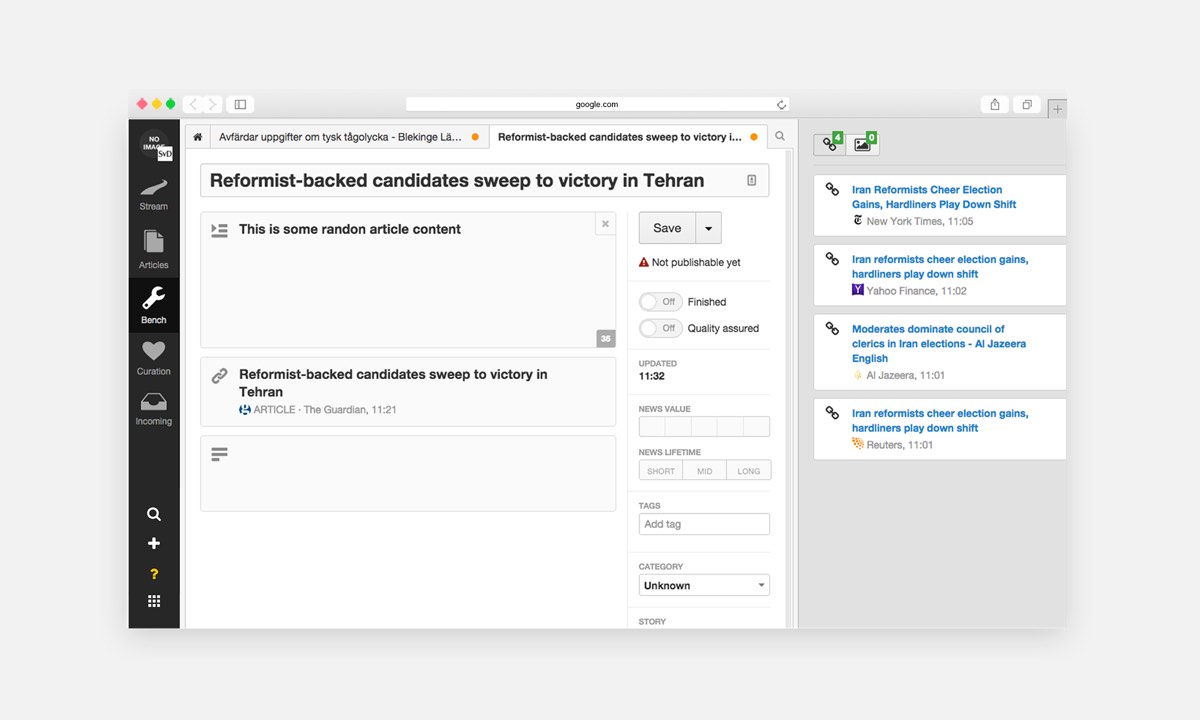 google.com
NO
IMAGE
SvD
Stream
Articles
Bench
Curation
Incoming
?
Avfärdar uppgifter om tysk tågolycka - Blekinge Lä...
Reformist-backed candidates sweep to victory i...
Reformist-backed candidates sweep to victory in Tehran
This is some randon article content
35
Reformist-backed candidates sweep to victory in
Tehran
ARTICLE · The Guardian, 11:21
Save
Not publishable yet
Off Finished
Off Quality assured
UPDATED
11:32
NEWS VALUE
NEWS LIFETIME
SHORT MID LONG
TAGS
Add tag
CATEGORY
Unknown
STORY
4 0
Iran Reformists Cheer Election
Gains, Hardliners Play Down Shift
New York Times, 11:05
Iran reformists cheer election gains,
hardliners play down shift
Yahoo Finance, 11:02
Moderates dominate council of
clerics in Iran elections - Al Jazeera
English
Al Jazeera, 11:01
Iran reformists cheer election gains,
hardliners play down shift
Reuters, 11:01